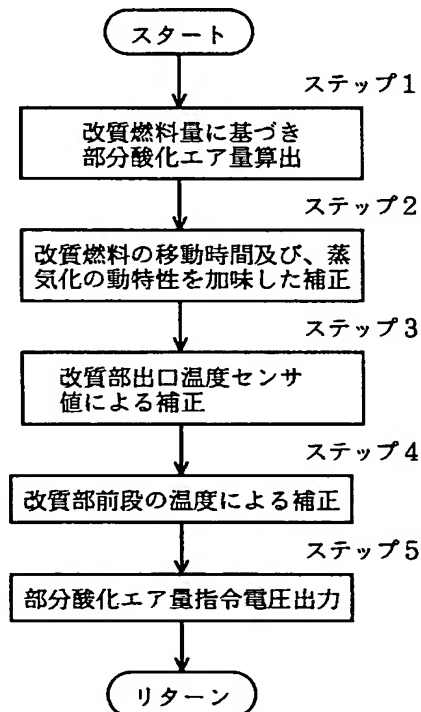 スタート
ステップ1
改質燃料量に基づき
部分酸化エア量算出
ステップ2
改質燃料の移動時間及び、蒸
気化の動特性を加味した補正
ステップ3
改質部出口温度センサ
値による補正
ステップ4
改質部前段の温度による補正
ステップ5
部分酸化エア量指令電圧出力
リターン